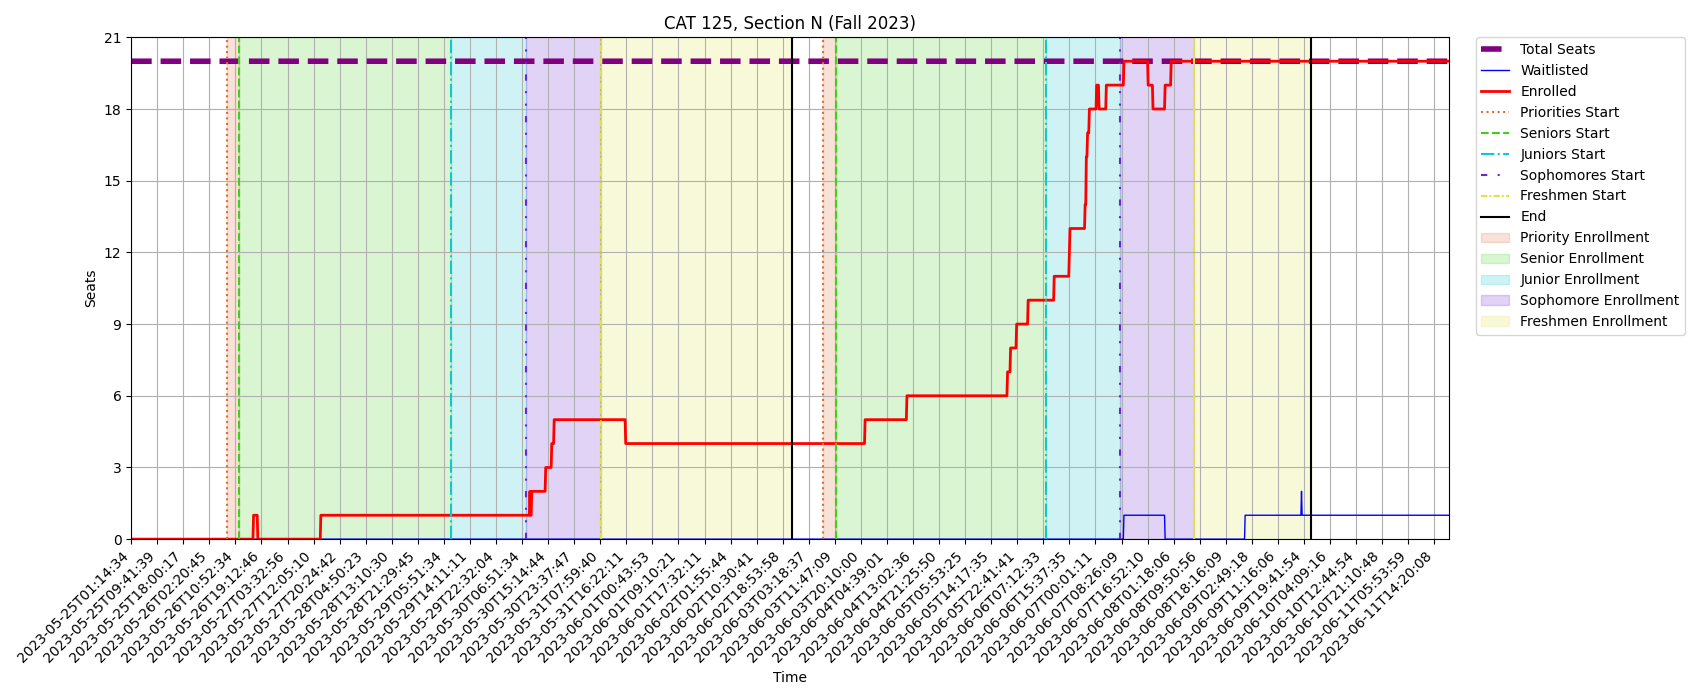 CAT 125, Section N (Fall 2023)
Seats
21
18
15
12
9
6
3
0
2023-05-25T01:14:34
2023-05-25T09:41:39
2023-05-25T18:00:17
2023-05-26T02:20:45
2023-05-26T10:52:34
2023-05-26T19:12:46
2023-05-27T03:32:56
2023-05-27T12:05:10
2023-05-27T20:24:42
2023-05-28T04:50:23
2023-05-28T13:10:30
2023-05-28T21:29:45
2023-05-29T05:51:34
2023-05-29T14:11:11
2023-05-29T22:32:04
2023-05-30T06:51:34
2023-05-30T15:14:44
2023-05-30T23:37:47
2023-05-31T07:59:40
2023-05-31T16:22:11
2023-06-01T00:43:53
2023-06-01T09:10:21
2023-06-01T17:32:11
2023-06-02T01:55:44
2023-06-02T10:30:41
2023-06-02T18:53:58
2023-06-03T03:18:37
2023-06-03T11:47:09
2023-06-03T20:10:00
2023-06-04T04:39:01
2023-06-04T13:02:36
2023-06-04T21:25:50
2023-06-05T05:53:25
2023-06-05T14:17:35
2023-06-05T22:41:41
2023-06-06T07:12:33
2023-06-06T15:37:35
2023-06-07T00:01:11
2023-06-07T08:26:09
2023-06-07T16:52:10
2023-06-08T01:18:06
2023-06-08T09:50:56
2023-06-08T18:16:09
2023-06-09T02:49:18
2023-06-09T11:16:06
2023-06-09T19:41:54
2023-06-10T04:09:16
2023-06-10T12:44:54
2023-06-10T21:10:48
2023-06-11T05:53:59
2023-06-11T14:20:08
Time
Total Seats
Waitlisted
Enrolled
Priorities Start
Seniors Start
Juniors Start
Sophomores Start
Freshmen Start
End
Priority Enrollment
Senior Enrollment
Junior Enrollment
Sophomore Enrollment
Freshmen Enrollment